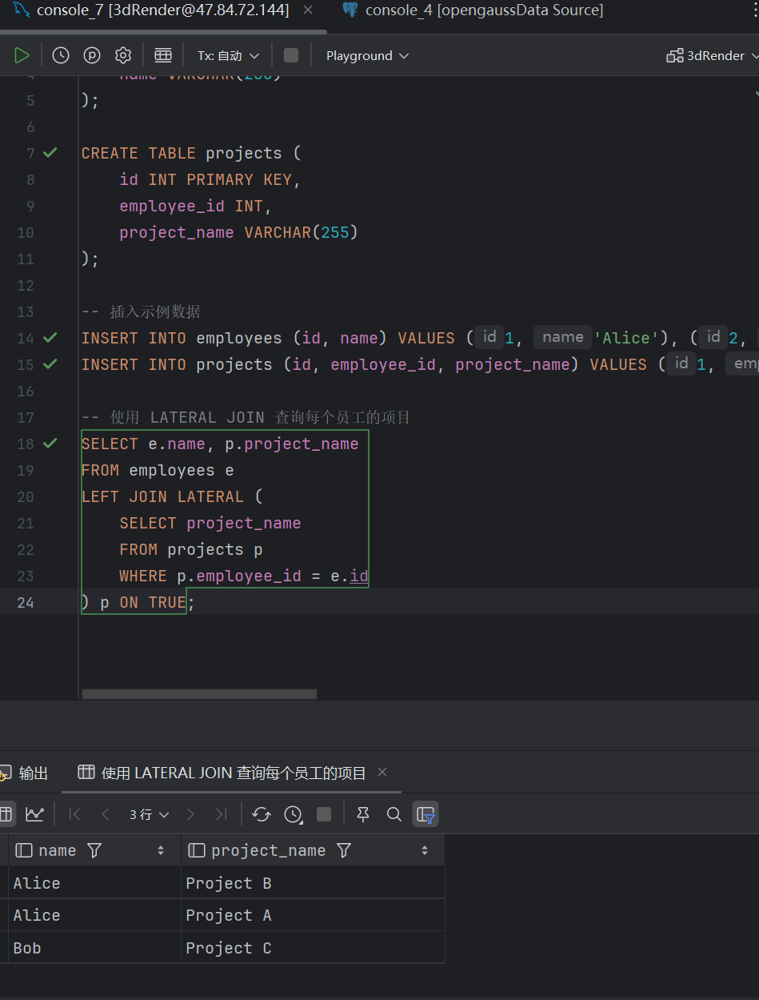 console_7 [3dRender@47.84.72.144]
console_4 [opengaussData Source]
Tx: 自动
Playground
3dRender
4 name VARCHAR(255)
5 );
6
7 CREATE TABLE projects (
8 id INT PRIMARY KEY,
9 employee_id INT,
10 project_name VARCHAR(255)
11 );
12
13 -- 插入示例数据
14 INSERT INTO employees (id, name) VALUES ( id 1, name 'Alice'), ( id 2,
15 INSERT INTO projects (id, employee_id, project_name) VALUES ( id 1, emp
16
17 -- 使用 LATERAL JOIN 查询每个员工的项目
18 SELECT e.name, p.project_name
19 FROM employees e
20 LEFT JOIN LATERAL (
21 SELECT project_name
22 FROM projects p
23 WHERE p.employee_id = e.id
24 ) p ON TRUE;
输出
使用 LATERAL JOIN 查询每个员工的项目
3 行
name project_name
Alice Project B
Alice Project A
Bob Project C